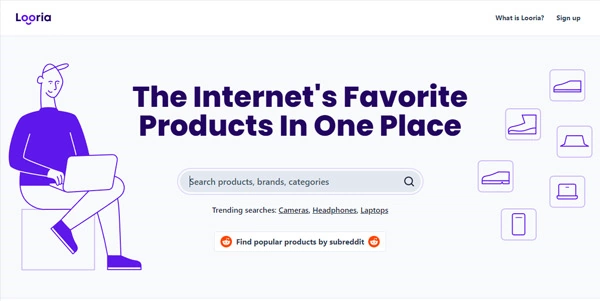 Looria
What is Looria? Sign up
The Internet's Favorite
Products In One Place
Search products, brands, categories
Trending searches: Cameras, Headphones, Laptops
Find popular products by subreddit